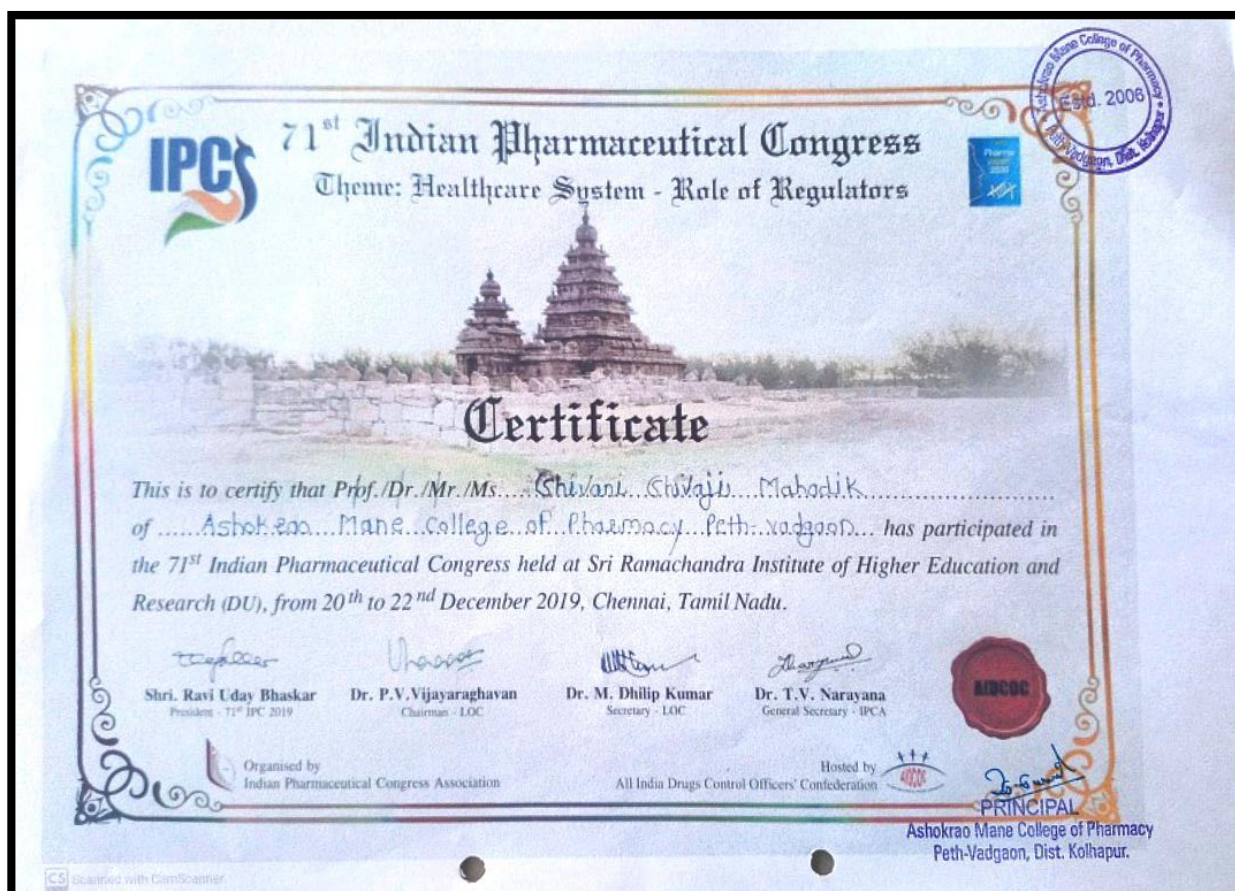 Ashokrao Mane College of Pharmacy
Estd. 2006
Peth-Vadgaon, Dist. Kolhapur
IPC
71st Indian Pharmaceutical Congress
Theme: Healthcare System - Role of Regulators
Pharma
2020
Certificate
This is to certify that Prof./Dr./Mr./Ms....Shivani Shivaji Mahadik
of ......Ashokrao Mane college of Pharmacy Peth-vadgaon... has participated in
the 71st Indian Pharmaceutical Congress held at Sri Ramachandra Institute of Higher Education and
Research (DU), from 20th to 22nd December 2019, Chennai, Tamil Nadu.
Shri. Ravi Uday Bhaskar Dr. P.V.Vijayaraghavan Dr. M. Dhilip Kumar Dr. T.V. Narayana
President - 71st IPC 2019 Chairman - LOC Secretary - LOC General Secretary - IPCA
AIDCOC
Organised by
Indian Pharmaceutical Congress Association
Hosted by
All India Drugs Control Officers' Confederation
AIDCOC
PRINCIPAL
Ashokrao Mane College of Pharmacy
Peth-Vadgaon, Dist. Kolhapur.
CS Scanned with CamScanner